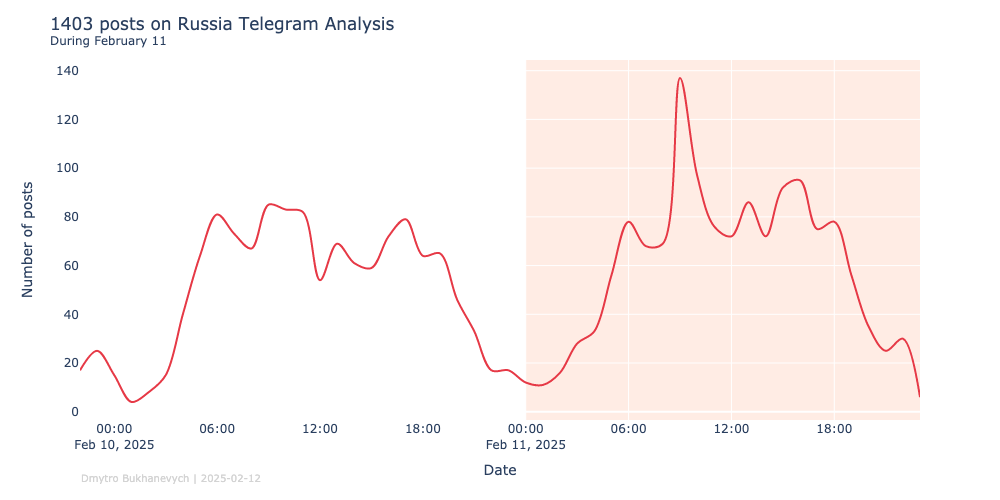 1403 posts on Russia Telegram Analysis
During February 11
140
120
100
80
60
40
20
0
Number of posts
00:00 06:00 12:00 18:00 00:00 06:00 12:00 18:00
Feb 10, 2025 Feb 11, 2025
Date
Dmytro Bukhanevych | 2025-02-12